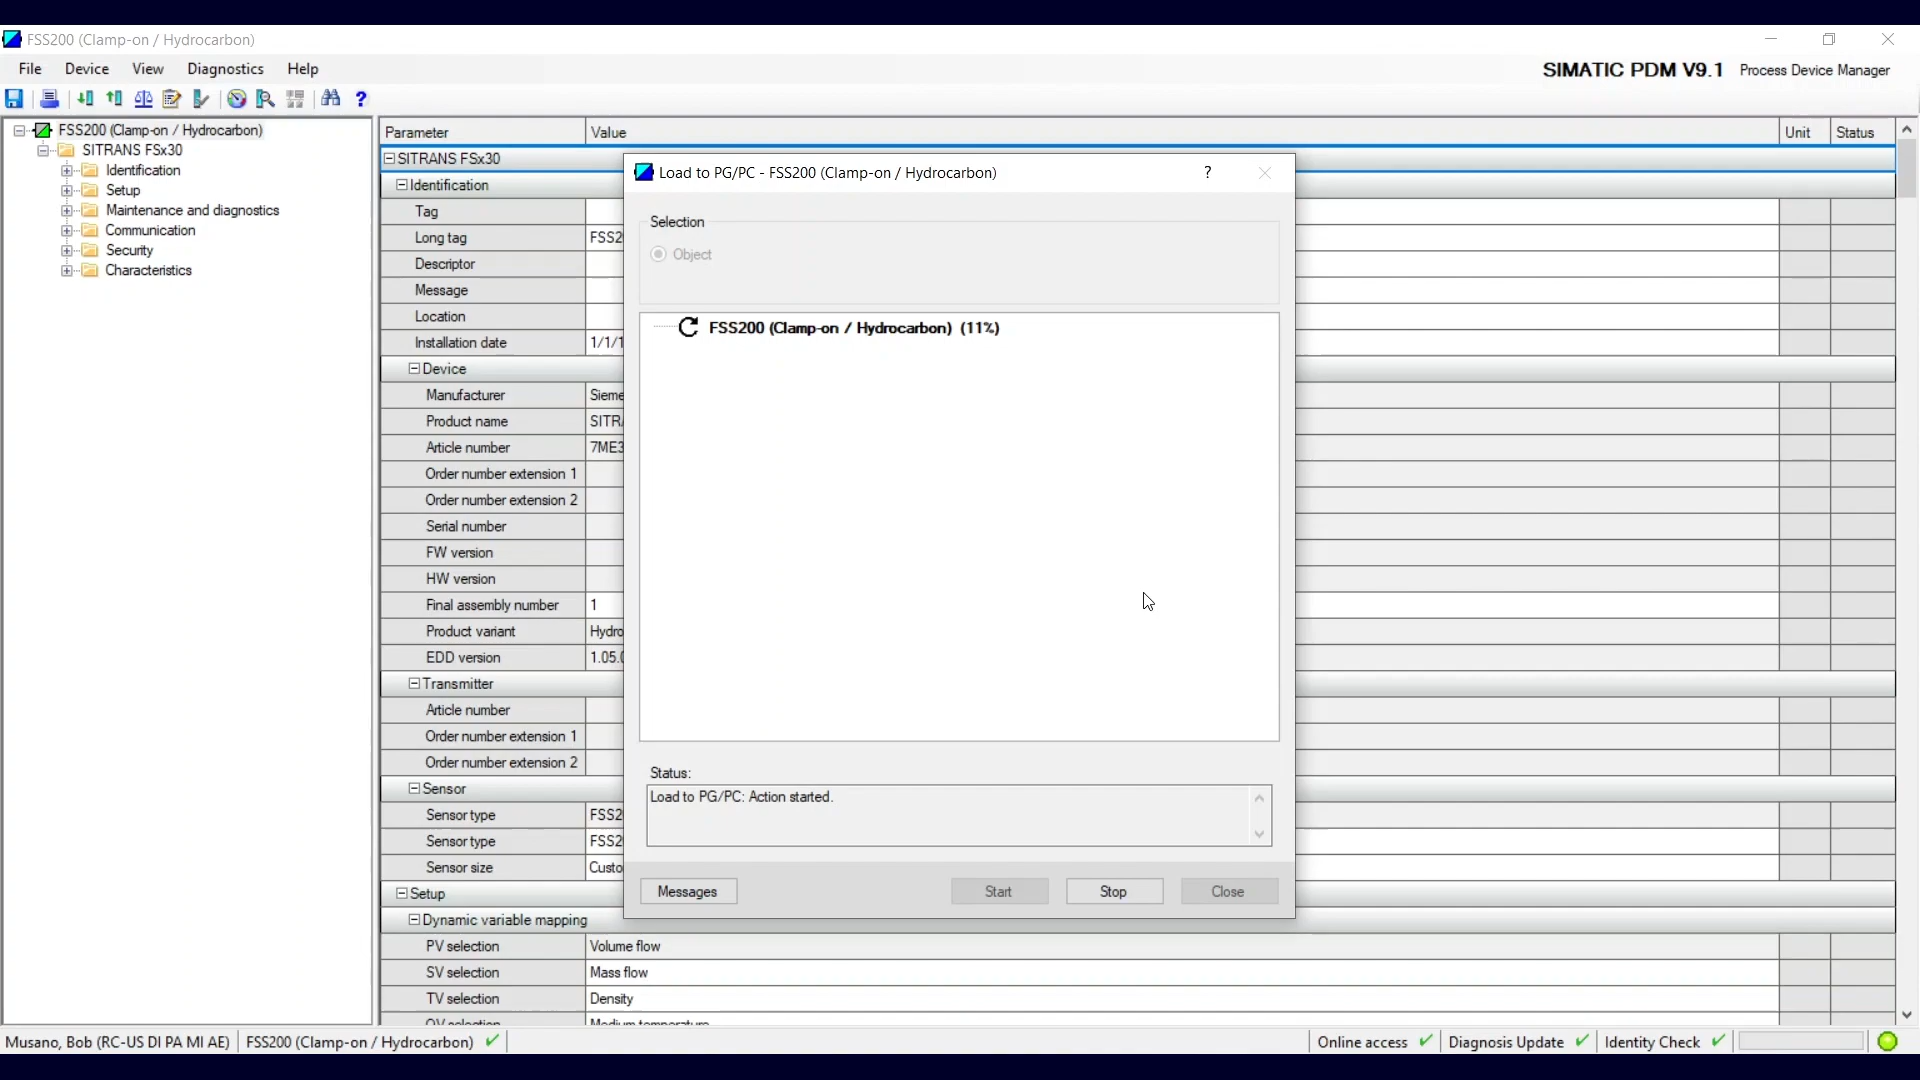 FSS200 (Clamp-on / Hydrocarbon)
File Device View Diagnostics Help
SIMATIC PDM V9.1 Process Device Manager
FSS200 (Clamp-on / Hydrocarbon)
SITRANS FSx30
Identification
Setup
Maintenance and diagnostics
Communication
Security
Characteristics
Parameter Value Unit Status
SITRANS FSx30
Identification
Tag
Long tag FSS2
Descriptor
Message
Location
Installation date 1/1/1
Device
Manufacturer Sieme
Product name SITRA
Article number 7ME3
Order number extension 1
Order number extension 2
Serial number
FW version
HW version
Final assembly number 1
Product variant Hydro
EDD version 1.05.0
Transmitter
Article number
Order number extension 1
Order number extension 2
Sensor
Sensor type FSS2
Sensor type FSS2
Sensor size Custo
Setup
Dynamic variable mapping
PV selection Volume flow
SV selection Mass flow
TV selection Density
QV selection Medium temperature
Load to PG/PC - FSS200 (Clamp-on / Hydrocarbon) ?
Selection
Object
FSS200 (Clamp-on / Hydrocarbon) (11%)
Status:
Load to PG/PC: Action started.
Messages Start Stop Close
Musano, Bob (RC-US DI PA MI AE) FSS200 (Clamp-on / Hydrocarbon) Online access Diagnosis Update Identity Check